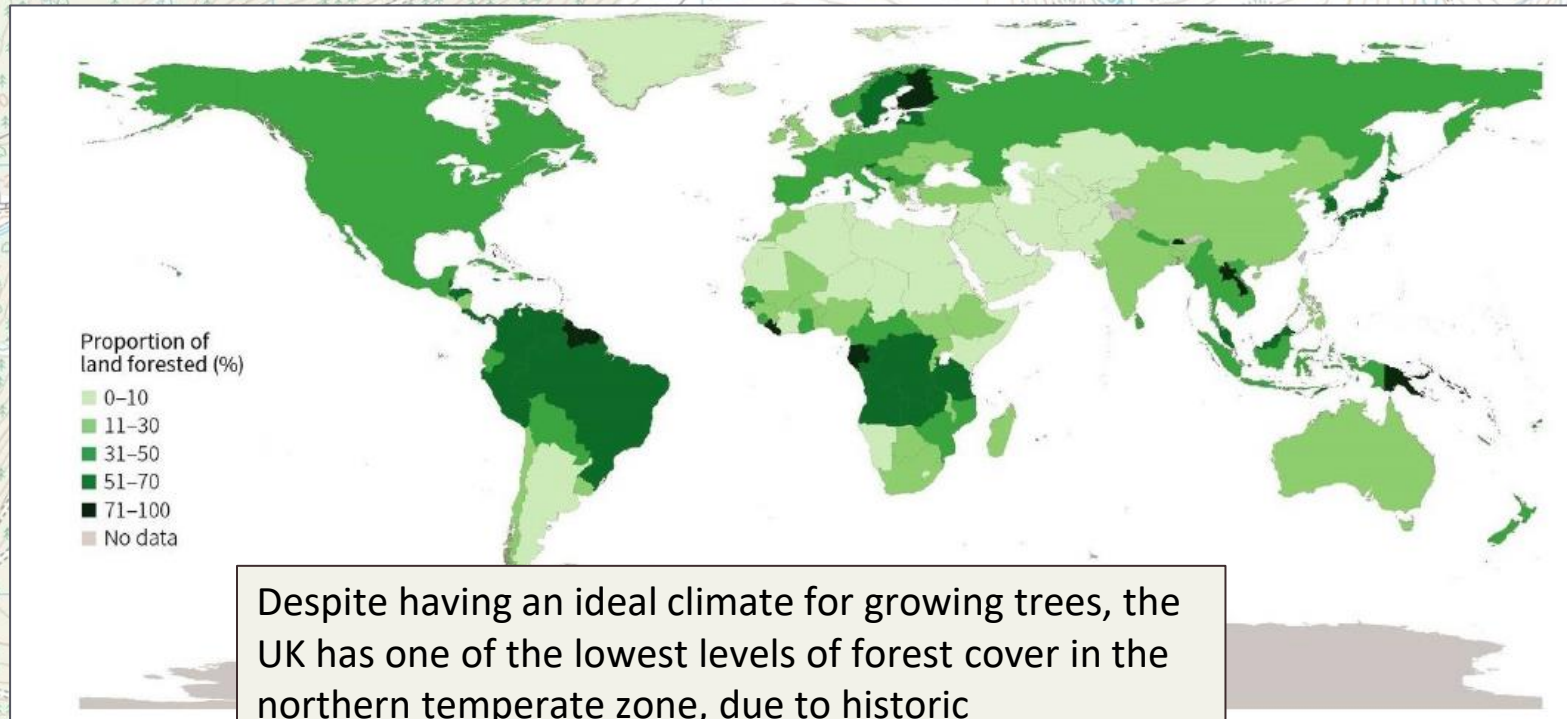 Proportion of
land forested (%)
0–10
11–30
31–50
51–70
71–100
No data
Despite having an ideal climate for growing trees, the
UK has one of the lowest levels of forest cover in the
northern temperate zone, due to historic